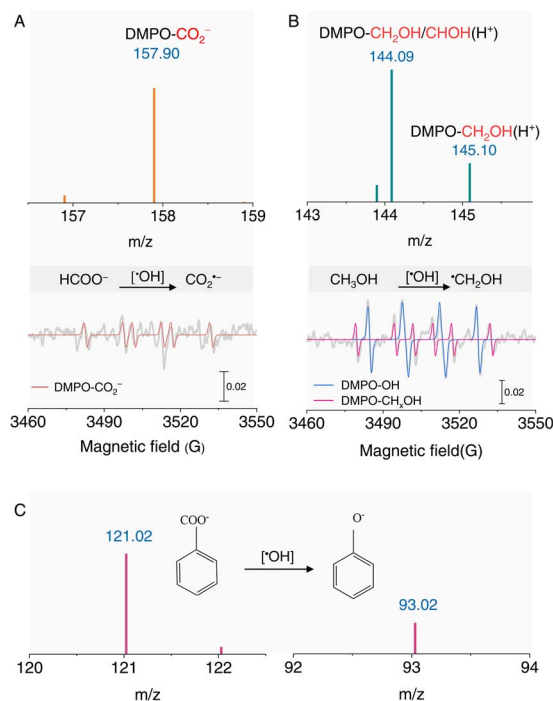 A
DMPO-CO₂⁻
157.90
157 158 159
m/z
HCOO⁻ [•OH] CO₂•⁻
DMPO-CO₂⁻
0.02
3460 3490 3520 3550
Magnetic field (G)
B
DMPO-CH₂OH/CHOH(H⁺)
144.09
DMPO-CH₂OH(H⁺)
145.10
143 144 145
m/z
CH₃OH [•OH] •CH₂OH
DMPO-OH
DMPO-CHₓOH
0.02
3460 3490 3520 3550
Magnetic field(G)
C
121.02
COO⁻
[•OH]
O⁻
93.02
120 121 122
m/z
92 93 94
m/z